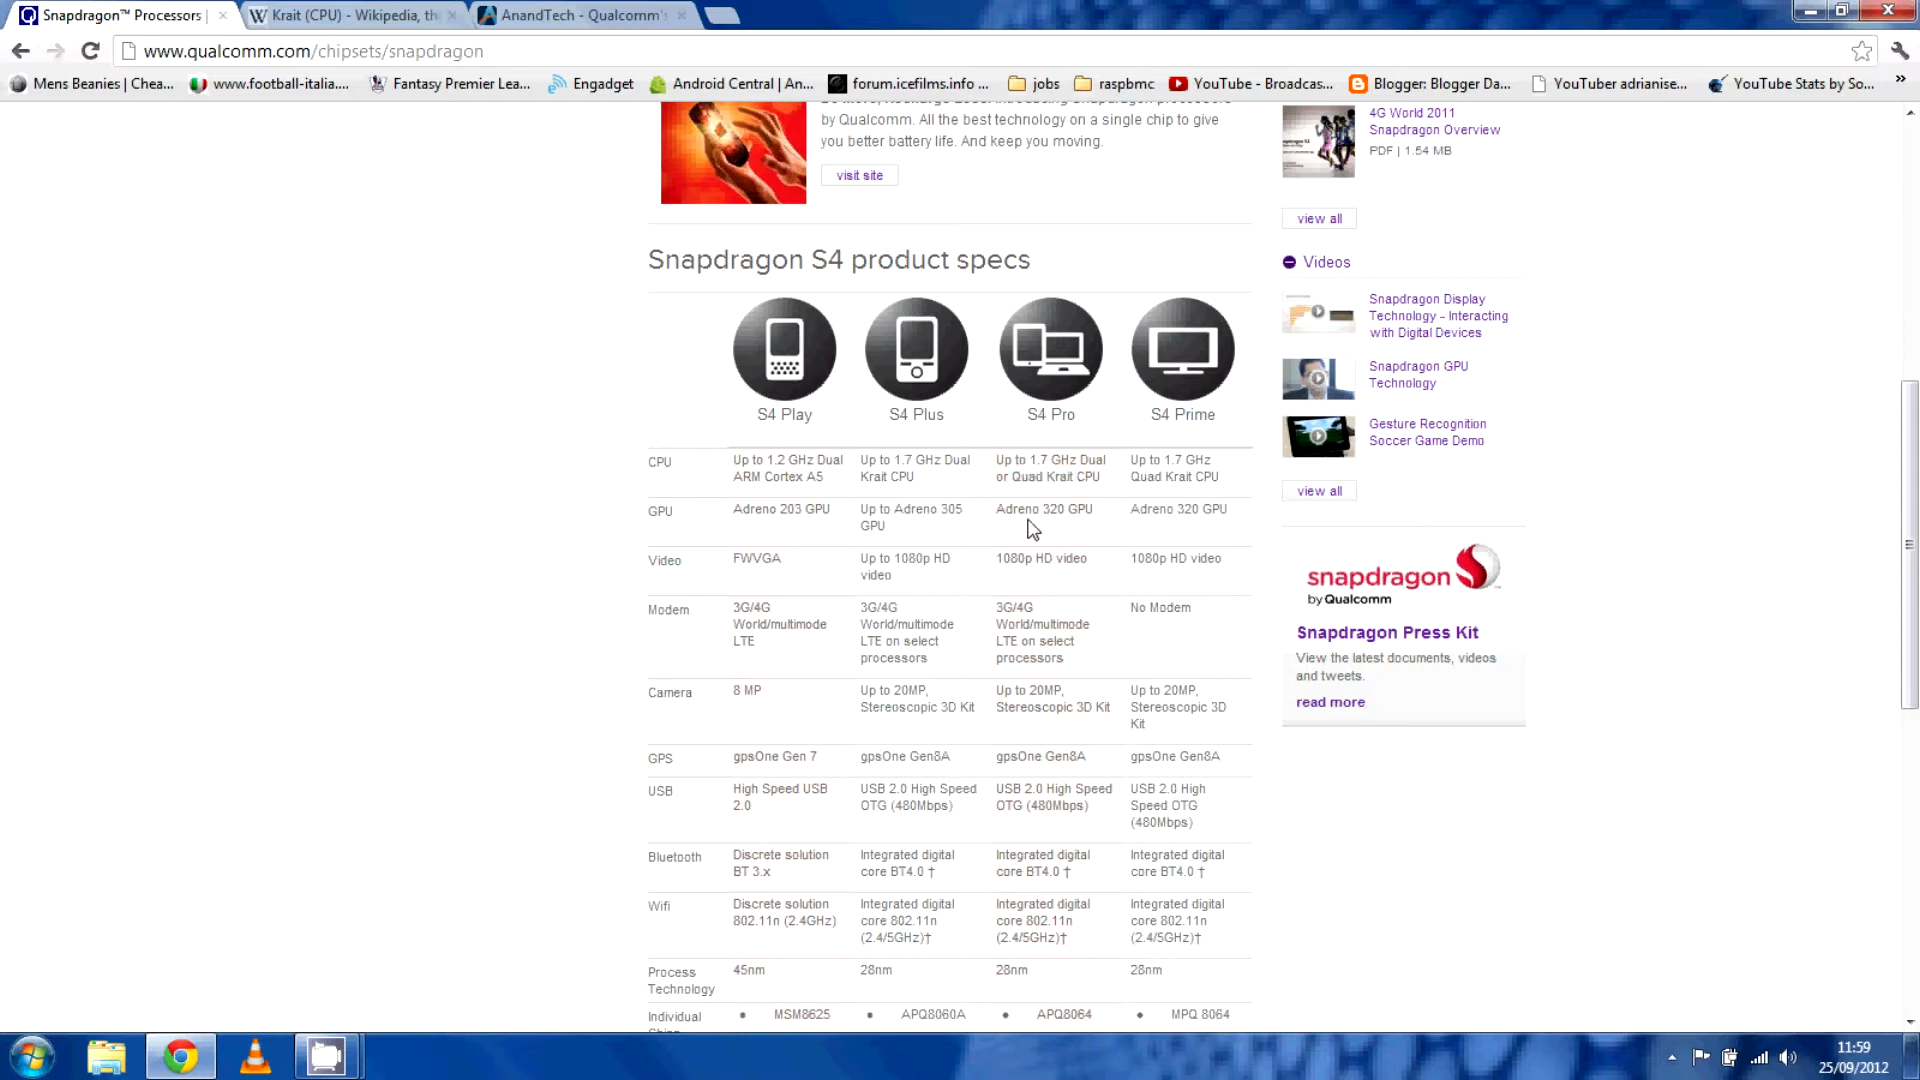 Snapdragon™ Processors |
Krait (CPU) - Wikipedia, th
AnandTech - Qualcomm's
www.qualcomm.com/chipsets/snapdragon
Mens Beanies | Chea...
www.football-italia....
Fantasy Premier Lea...
Engadget
Android Central | An...
forum.icefilms.info ...
jobs
raspbmc
YouTube - Broadcas...
Blogger: Blogger Da...
YouTuber adrianise...
YouTube Stats by So...
by Qualcomm. All the best technology on a single chip to give
you better battery life. And keep you moving.
visit site
4G World 2011
Snapdragon Overview
PDF | 1.54 MB
view all
Videos
Snapdragon Display
Technology - Interacting
with Digital Devices
Snapdragon GPU
Technology
Gesture Recognition
Soccer Game Demo
view all
snapdragon
by Qualcomm
Snapdragon Press Kit
View the latest documents, videos
and tweets.
read more
Snapdragon S4 product specs
S4 Play S4 Plus S4 Pro S4 Prime
CPU Up to 1.2 GHz Dual Up to 1.7 GHz Dual Up to 1.7 GHz Dual Up to 1.7 GHz
ARM Cortex A5 Krait CPU or Quad Krait CPU Quad Krait CPU
GPU Adreno 203 GPU Up to Adreno 305 Adreno 320 GPU Adreno 320 GPU
GPU
Video FWVGA Up to 1080p HD 1080p HD video 1080p HD video
video
Modem 3G/4G 3G/4G 3G/4G No Modem
World/multimode World/multimode World/multimode
LTE LTE on select LTE on select
processors processors
Camera 8 MP Up to 20MP, Up to 20MP, Up to 20MP,
Stereoscopic 3D Kit Stereoscopic 3D Kit Stereoscopic 3D
Kit
GPS gpsOne Gen 7 gpsOne Gen8A gpsOne Gen8A gpsOne Gen8A
USB High Speed USB USB 2.0 High Speed USB 2.0 High Speed USB 2.0 High
2.0 OTG (480Mbps) OTG (480Mbps) Speed OTG
(480Mbps)
Bluetooth Discrete solution Integrated digital Integrated digital Integrated digital
BT 3.x core BT4.0 † core BT4.0 † core BT4.0 †
Wifi Discrete solution Integrated digital Integrated digital Integrated digital
802.11n (2.4GHz) core 802.11n core 802.11n core 802.11n
(2.4/5GHz)† (2.4/5GHz)† (2.4/5GHz)†
Process 45nm 28nm 28nm 28nm
Technology
Individual • MSM8625 • APQ8060A • APQ8064 • MPQ 8064
11:59
25/09/2012